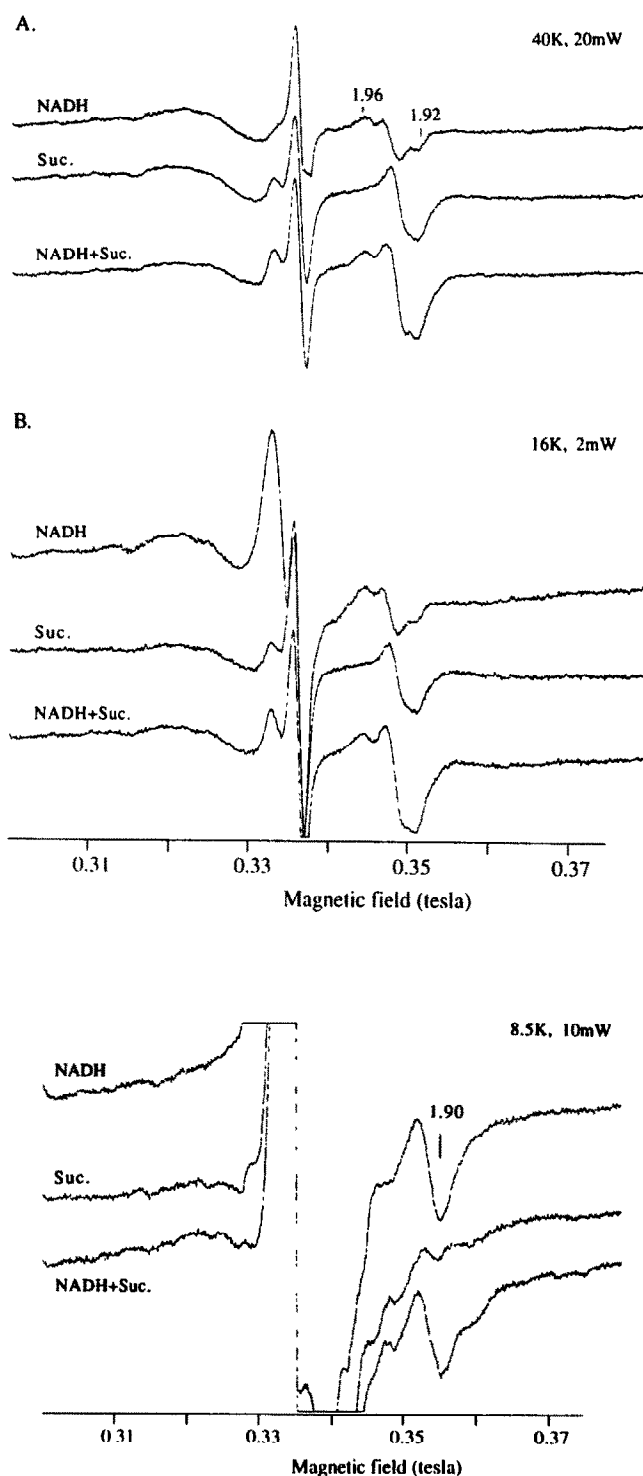 A.
40K, 20mW
NADH
1.96
1.92
Suc.
NADH+Suc.
B.
16K, 2mW
NADH
Suc.
NADH+Suc.
0.31 0.33 0.35 0.37
Magnetic field (tesla)
8.5K, 10mW
NADH
1.90
Suc.
NADH+Suc.
0.31 0.33 0.35 0.37
Magnetic field (tesla)